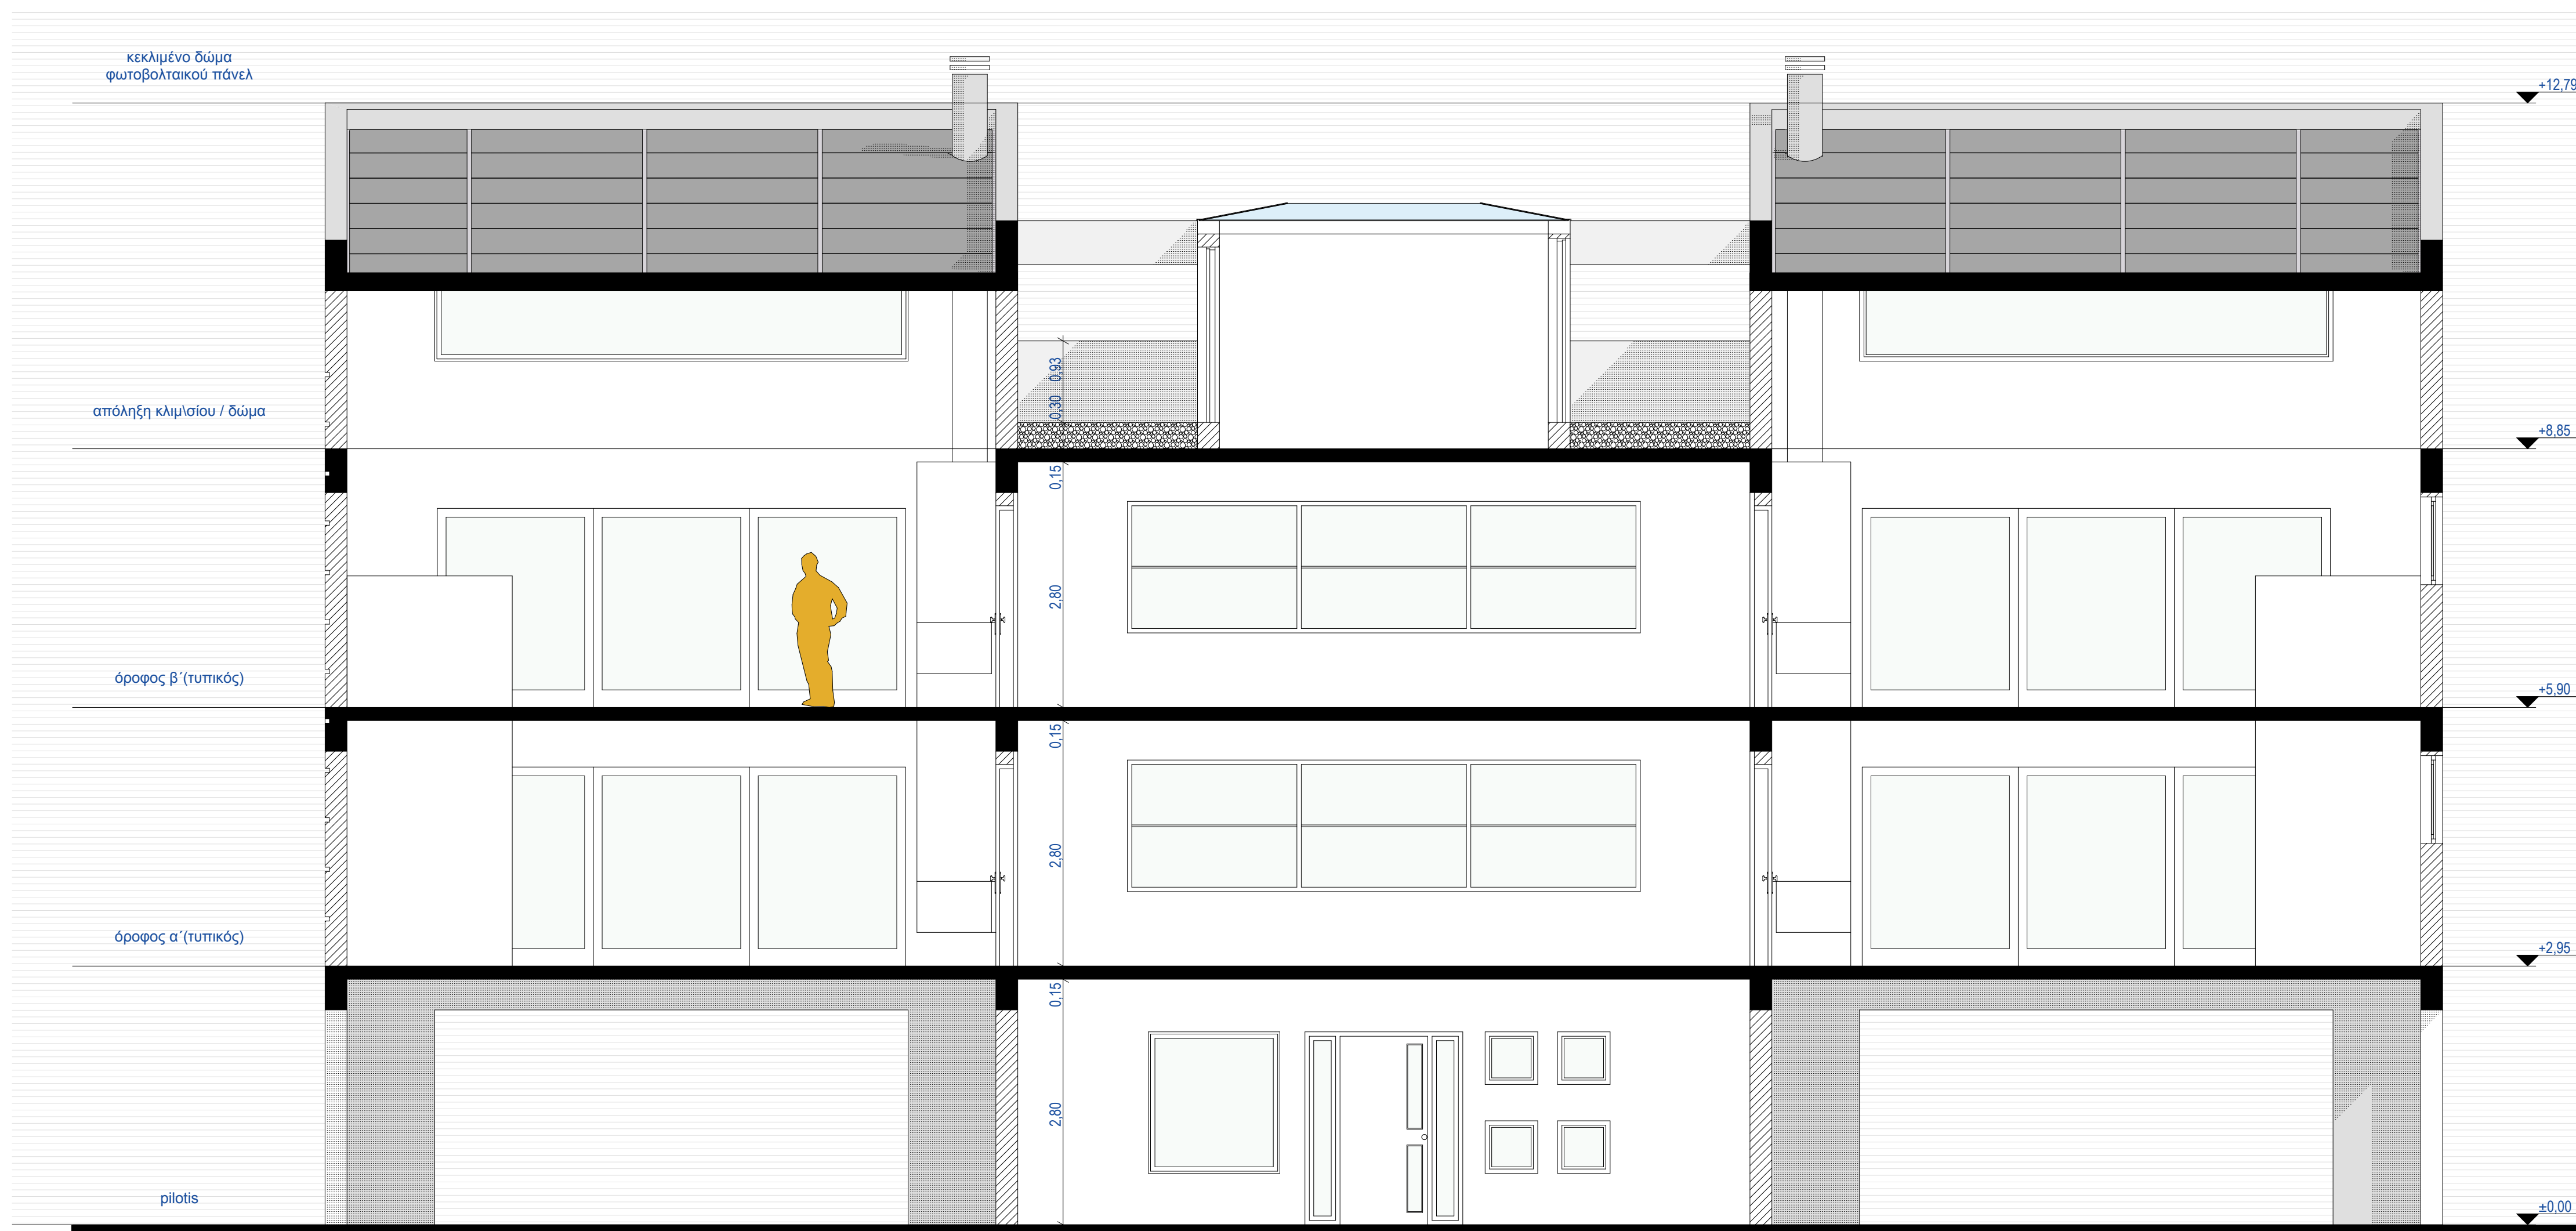 κεκλιμένο δώμα
φωτοβολταικού πάνελ
+12,79
0,93
0,30
απόληξη κλιμ\σίου / δώμα
+8,85
0,15
2,80
όροφος β΄(τυπικός)
+5,90
0,15
2,80
όροφος α΄(τυπικός)
+2,95
0,15
2,80
pilotis
±0,00